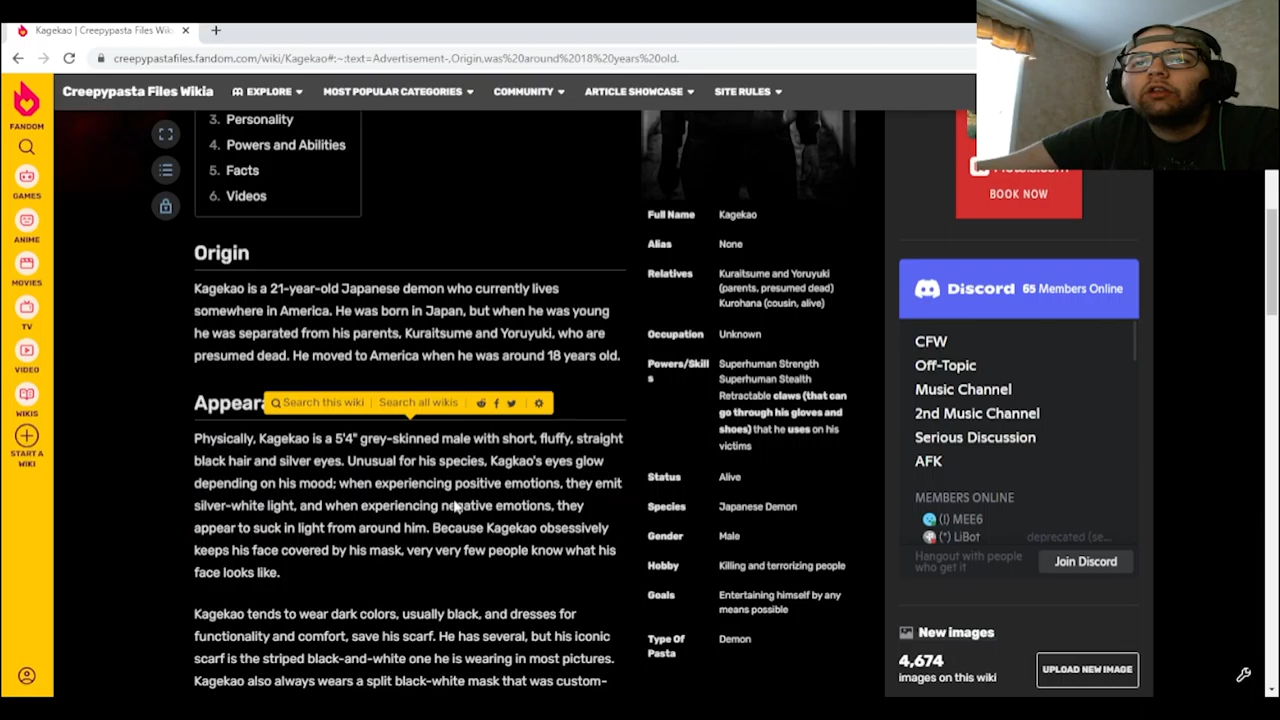 Kagekao | Creepypasta Files Wiki
creepypastafiles.fandom.com/wiki/Kagekao#:~:text=Advertisement-,Origin,was%20around%2018%20years%20old.
Creepypasta Files Wikia
EXPLORE
MOST POPULAR CATEGORIES
COMMUNITY
ARTICLE SHOWCASE
SITE RULES
FANDOM
GAMES
ANIME
MOVIES
TV
VIDEO
WIKIS
START A
WIKI
3. Personality
4. Powers and Abilities
5. Facts
6. Videos
Origin
Kagekao is a 21-year-old Japanese demon who currently lives
somewhere in America. He was born in Japan, but when he was young
he was separated from his parents, Kuraitsume and Yoruyuki, who are
presumed dead. He moved to America when he was around 18 years old.
Search this wiki | Search all wikis
Physically, Kagekao is a 5'4" grey-skinned male with short, fluffy, straight
black hair and silver eyes. Unusual for his species, Kagkao's eyes glow
depending on his mood; when experiencing positive emotions, they emit
silver-white light, and when experiencing negative emotions, they
appear to suck in light from around him. Because Kagekao obsessively
keeps his face covered by his mask, very very few people know what his
face looks like.
Kagekao tends to wear dark colors, usually black, and dresses for
functionality and comfort, save his scarf. He has several, but his iconic
scarf is the striped black-and-white one he is wearing in most pictures.
Kagekao also always wears a split black-white mask that was custom-
Full Name Kagekao
Alias None
Relatives Kuraitsume and Yoruyuki
(parents, presumed dead)
Kurohana (cousin, alive)
Occupation Unknown
Powers/Skill
s
Superhuman Strength
Superhuman Stealth
Retractable claws (that can
go through his gloves and
shoes) that he uses on his
victims
Status Alive
Species Japanese Demon
Gender Male
Hobby Killing and terrorizing people
Goals Entertaining himself by any
means possible
Type Of
Pasta
Demon
BOOK NOW
Discord 65 Members Online
CFW
Off-Topic
Music Channel
2nd Music Channel
Serious Discussion
AFK
MEMBERS ONLINE
(!) MEE6
(*) LiBot deprecated (se...
Hangout with people
who get it
Join Discord
New images
4,674
images on this wiki
UPLOAD NEW IMAGE